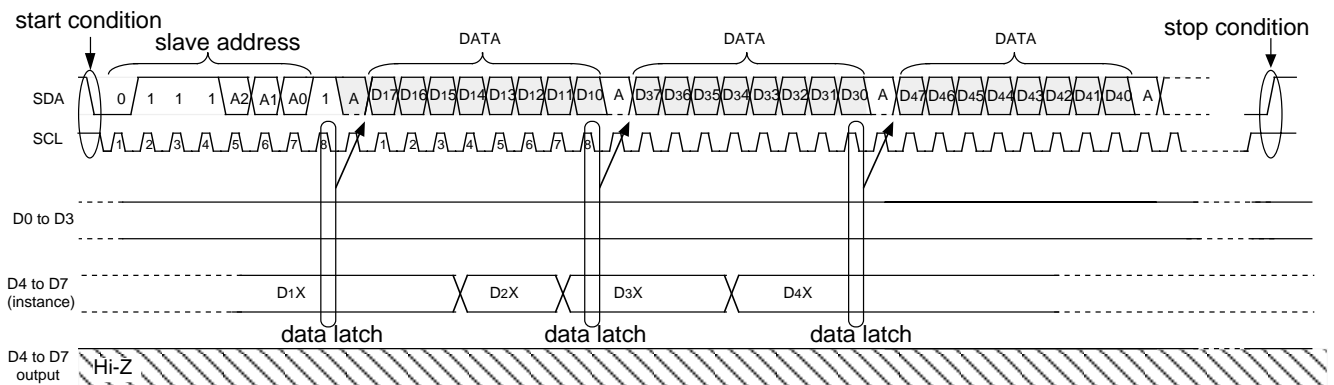 start condition
slave address
DATA
DATA
DATA
stop condition
SDA
0 1 1 1 A2 A1 A0 1 A D17 D16 D15 D14 D13 D12 D11 D10 A D37 D36 D35 D34 D33 D32 D31 D30 A D47 D46 D45 D44 D43 D42 D41 D40 A
SCL
1 2 3 4 5 6 7 8 1 2 3 4 5 6 7 8
D0 to D3
D4 to D7
(instance)
D1X D2X D3X D4X
data latch data latch data latch
D4 to D7
output
Hi-Z